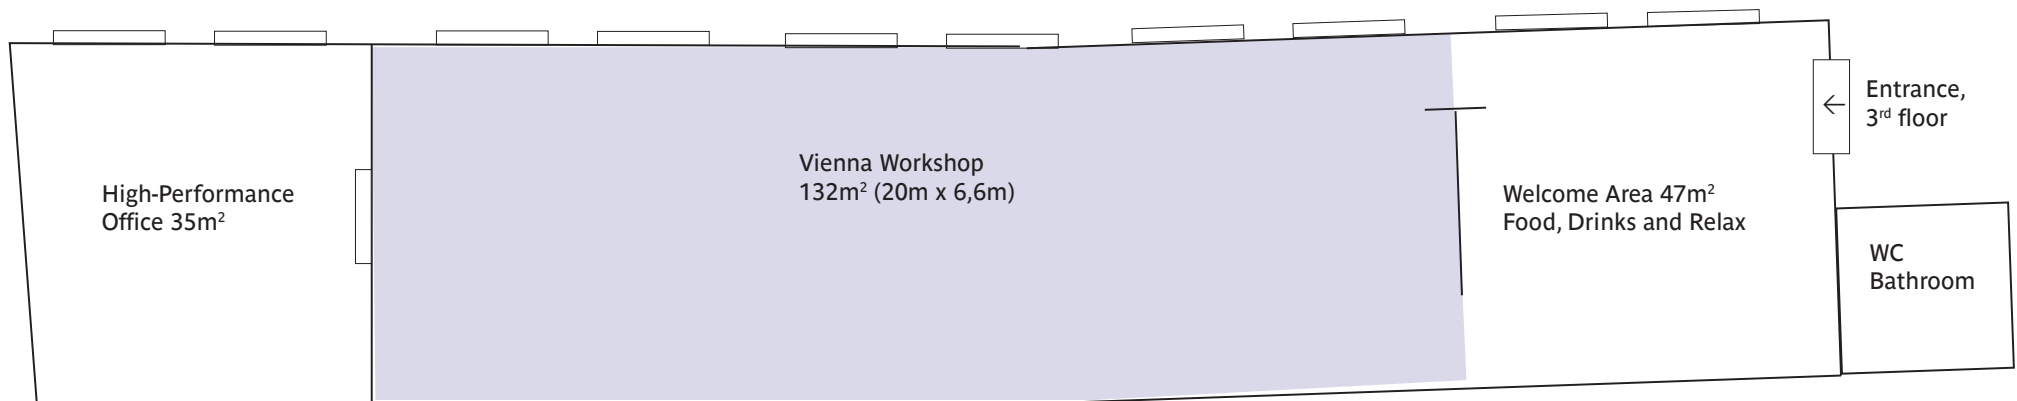 High-Performance
Office 35m²
Vienna Workshop
132m² (20m x 6,6m)
Welcome Area 47m²
Food, Drinks and Relax
Entrance,
3rd floor
WC
Bathroom